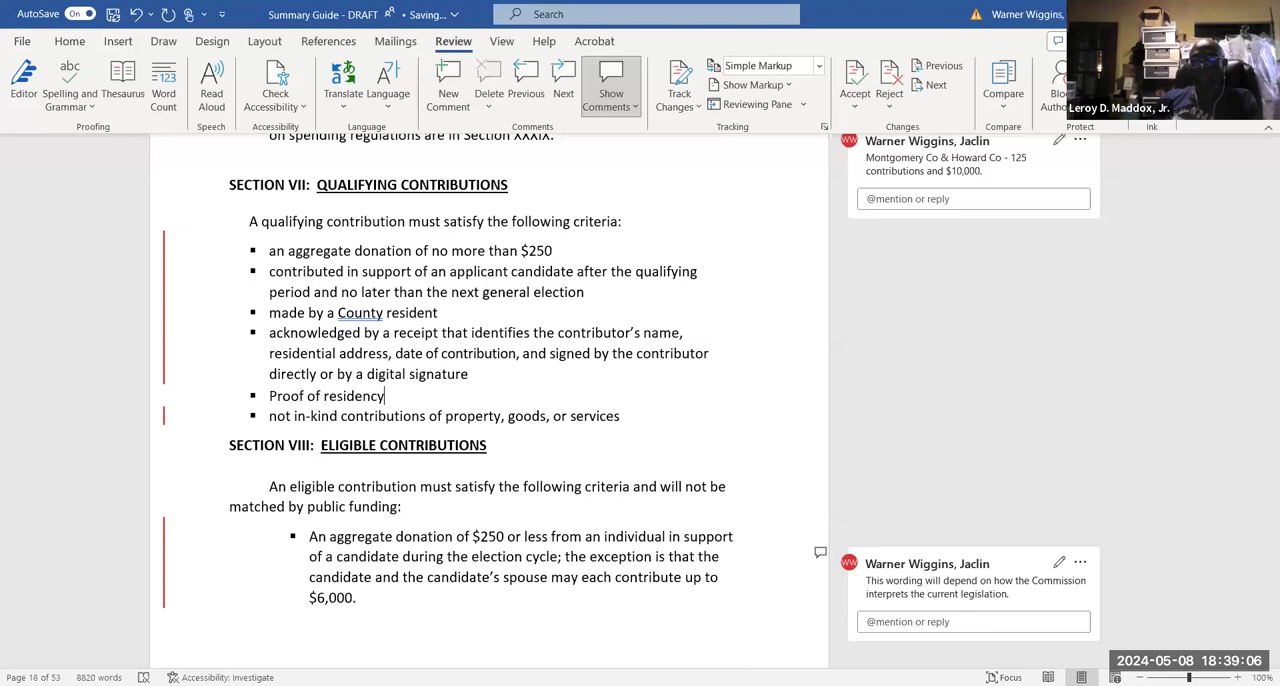 AutoSave On Summary Guide - DRAFT • Saving... Search Warner Wiggins,
File Home Insert Draw Design Layout References Mailings Review View Help Acrobat
Editor Spelling and Grammar Thesaurus Word Count Read Aloud Check Accessibility Translate Language New Comment Delete Previous Next Show Comments Track Changes Simple Markup Show Markup Reviewing Pane Accept Reject Previous Next Compare
Proofing Speech Accessibility Language Comments Tracking Changes Compare Protect Ink
Leroy D. Maddox, Jr.
on spending regulations are in Section XXXIX.
SECTION VII: QUALIFYING CONTRIBUTIONS
A qualifying contribution must satisfy the following criteria:
▪ an aggregate donation of no more than $250
▪ contributed in support of an applicant candidate after the qualifying
period and no later than the next general election
▪ made by a County resident
▪ acknowledged by a receipt that identifies the contributor's name,
residential address, date of contribution, and signed by the contributor
directly or by a digital signature
▪ Proof of residency
▪ not in-kind contributions of property, goods, or services
SECTION VIII: ELIGIBLE CONTRIBUTIONS
An eligible contribution must satisfy the following criteria and will not be
matched by public funding:
▪ An aggregate donation of $250 or less from an individual in support
of a candidate during the election cycle; the exception is that the
candidate and the candidate's spouse may each contribute up to
$6,000.
WW Warner Wiggins, Jaclin
Montgomery Co & Howard Co - 125
contributions and $10,000.
@mention or reply
WW Warner Wiggins, Jaclin
This wording will depend on how the Commission
interprets the current legislation.
@mention or reply
2024-05-08 18:39:06
Page 18 of 53 8820 words Accessibility: Investigate Focus 100%